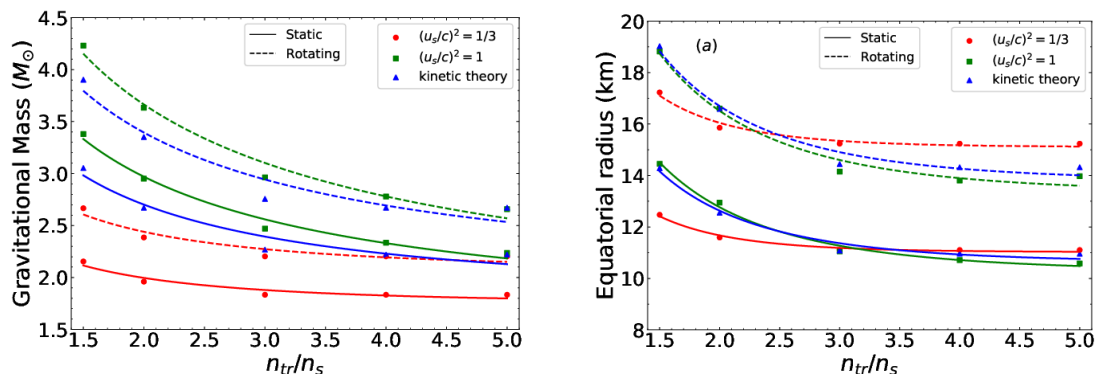 4.5
4.0
3.5
3.0
2.5
2.0
1.5
Gravitational Mass (M⊙)
Static
Rotating
(u_s/c)² = 1/3
(u_s/c)² = 1
kinetic theory
1.5 2.0 2.5 3.0 3.5 4.0 4.5 5.0
n_tr/n_s
20
18
16
14
12
10
8
Equatorial radius (km)
(a)
Static
Rotating
(u_s/c)² = 1/3
(u_s/c)² = 1
kinetic theory
1.5 2.0 2.5 3.0 3.5 4.0 4.5 5.0
n_tr/n_s